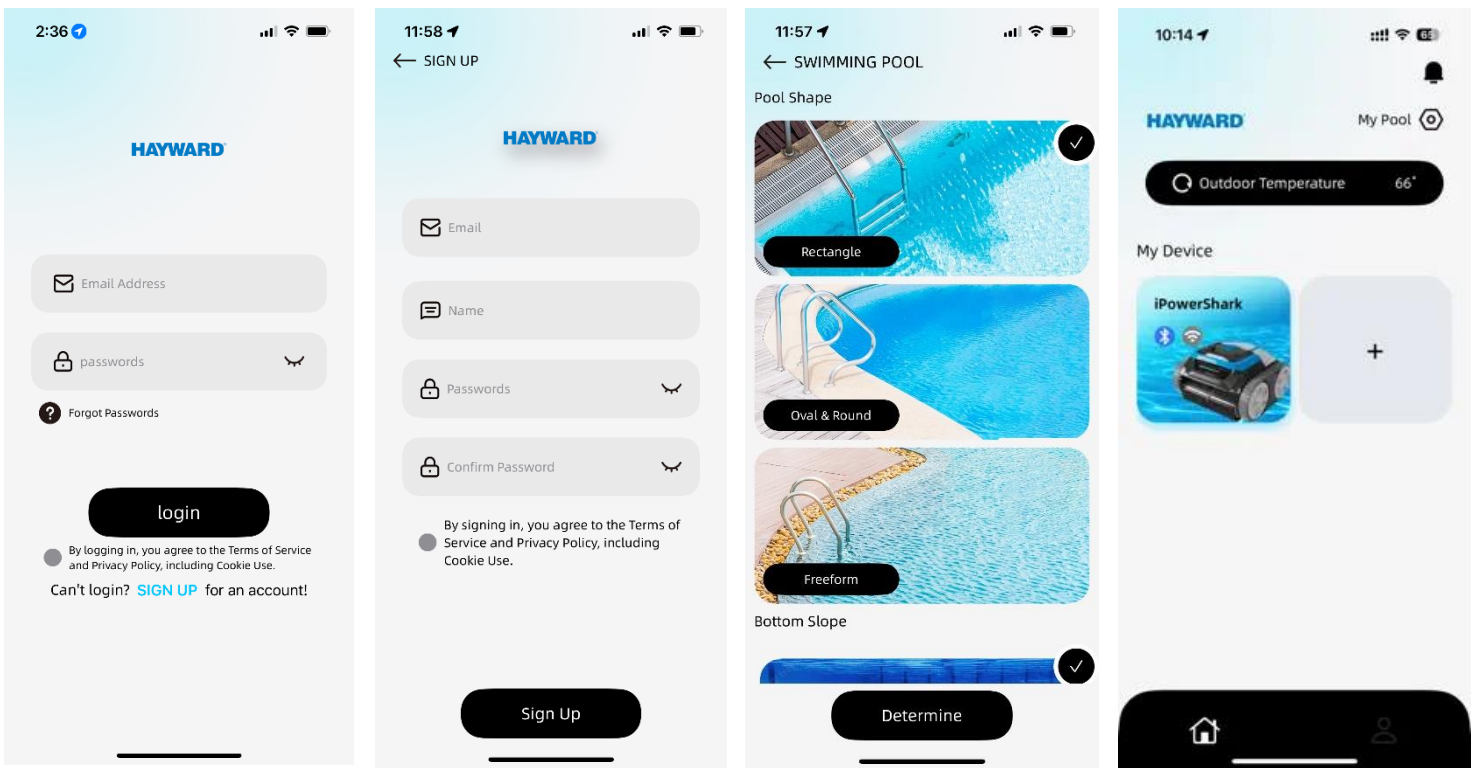 2:36
HAYWARD
Email Address
passwords
? Forgot Passwords
login
By logging in, you agree to the Terms of Service
and Privacy Policy, including Cookie Use.
Can't login? SIGN UP for an account!
11:58
← SIGN UP
HAYWARD
Email
Name
Passwords
Confirm Password
By signing in, you agree to the Terms of
Service and Privacy Policy, including
Cookie Use.
Sign Up
11:57
← SWIMMING POOL
Pool Shape
Rectangle
Oval & Round
Freeform
Bottom Slope
Determine
10:14
HAYWARD
My Pool
Outdoor Temperature 66°
My Device
iPowerShark
+